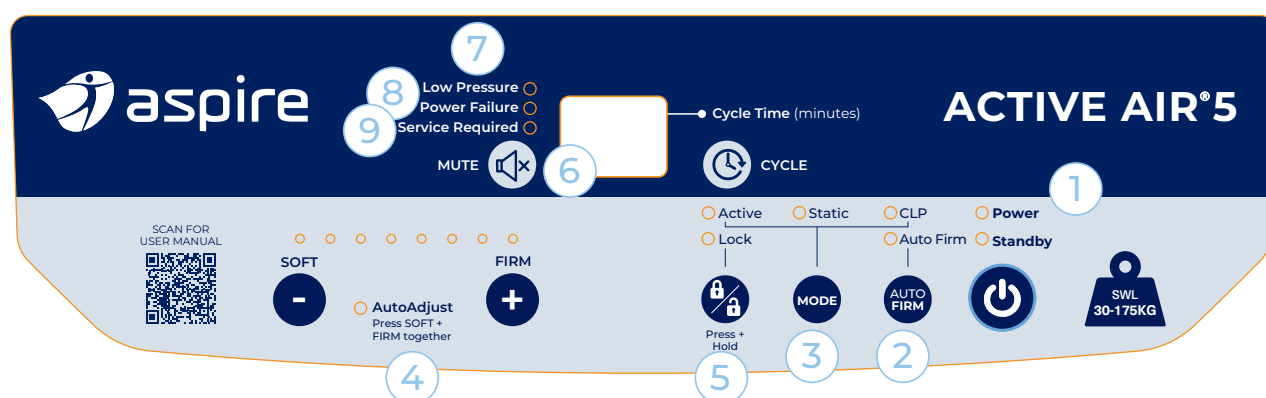 7
Low Pressure
8
Power Failure
9
Service Required
MUTE
6
Cycle Time (minutes)
CYCLE
aspire
ACTIVE AIR®5
1
SCAN FOR
USER MANUAL
SOFT
-
FIRM
+
AutoAdjust
Press SOFT +
FIRM together
4
Active
Static
CLP
Power
Lock
Auto Firm
Standby
MODE
AUTO
FIRM
Press +
Hold
5
3
2
SWL
30-175KG